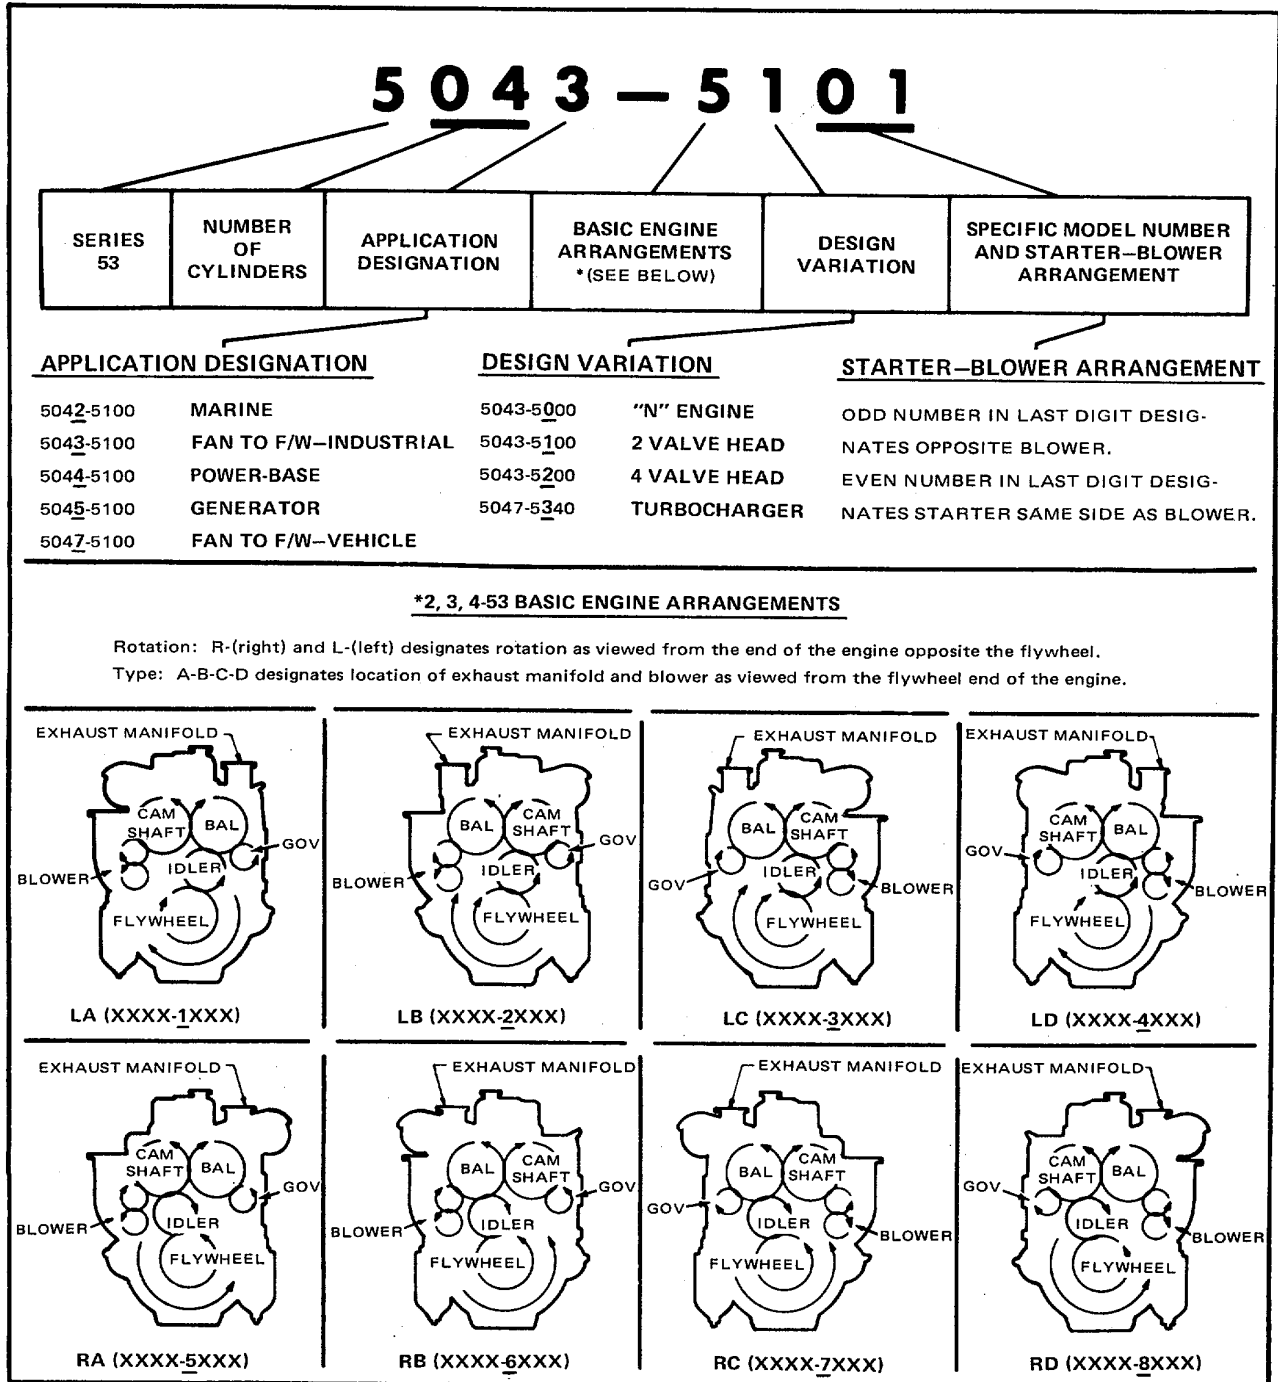 5043-5101
SERIES
53
NUMBER
OF
CYLINDERS
APPLICATION
DESIGNATION
BASIC ENGINE
ARRANGEMENTS
*(SEE BELOW)
DESIGN
VARIATION
SPECIFIC MODEL NUMBER
AND STARTER-BLOWER
ARRANGEMENT
APPLICATION DESIGNATION
5042-5100 MARINE
5043-5100 FAN TO F/W-INDUSTRIAL
5044-5100 POWER-BASE
5045-5100 GENERATOR
5047-5100 FAN TO F/W-VEHICLE
DESIGN VARIATION
5043-5000 "N" ENGINE
5043-5100 2 VALVE HEAD
5043-5200 4 VALVE HEAD
5047-5340 TURBOCHARGER
STARTER-BLOWER ARRANGEMENT
ODD NUMBER IN LAST DIGIT DESIG-
NATES OPPOSITE BLOWER.
EVEN NUMBER IN LAST DIGIT DESIG-
NATES STARTER SAME SIDE AS BLOWER.
*2, 3, 4-53 BASIC ENGINE ARRANGEMENTS
Rotation: R-(right) and L-(left) designates rotation as viewed from the end of the engine opposite the flywheel.
Type: A-B-C-D designates location of exhaust manifold and blower as viewed from the flywheel end of the engine.
EXHAUST MANIFOLD
CAM
SHAFT
BAL
GOV
IDLER
BLOWER
FLYWHEEL
LA (XXXX-1XXX)
EXHAUST MANIFOLD
BAL
CAM
SHAFT
GOV
IDLER
BLOWER
FLYWHEEL
LB (XXXX-2XXX)
EXHAUST MANIFOLD
BAL
CAM
SHAFT
IDLER
GOV
BLOWER
FLYWHEEL
LC (XXXX-3XXX)
EXHAUST MANIFOLD
CAM
SHAFT
BAL
GOV
IDLER
BLOWER
FLYWHEEL
LD (XXXX-4XXX)
EXHAUST MANIFOLD
CAM
SHAFT
BAL
GOV
IDLER
BLOWER
FLYWHEEL
RA (XXXX-5XXX)
EXHAUST MANIFOLD
BAL
CAM
SHAFT
GOV
IDLER
BLOWER
FLYWHEEL
RB (XXXX-6XXX)
EXHAUST MANIFOLD
BAL
CAM
SHAFT
GOV
IDLER
BLOWER
FLYWHEEL
RC (XXXX-7XXX)
EXHAUST MANIFOLD
CAM
SHAFT
BAL
GOV
IDLER
BLOWER
FLYWHEEL
RD (XXXX-8XXX)